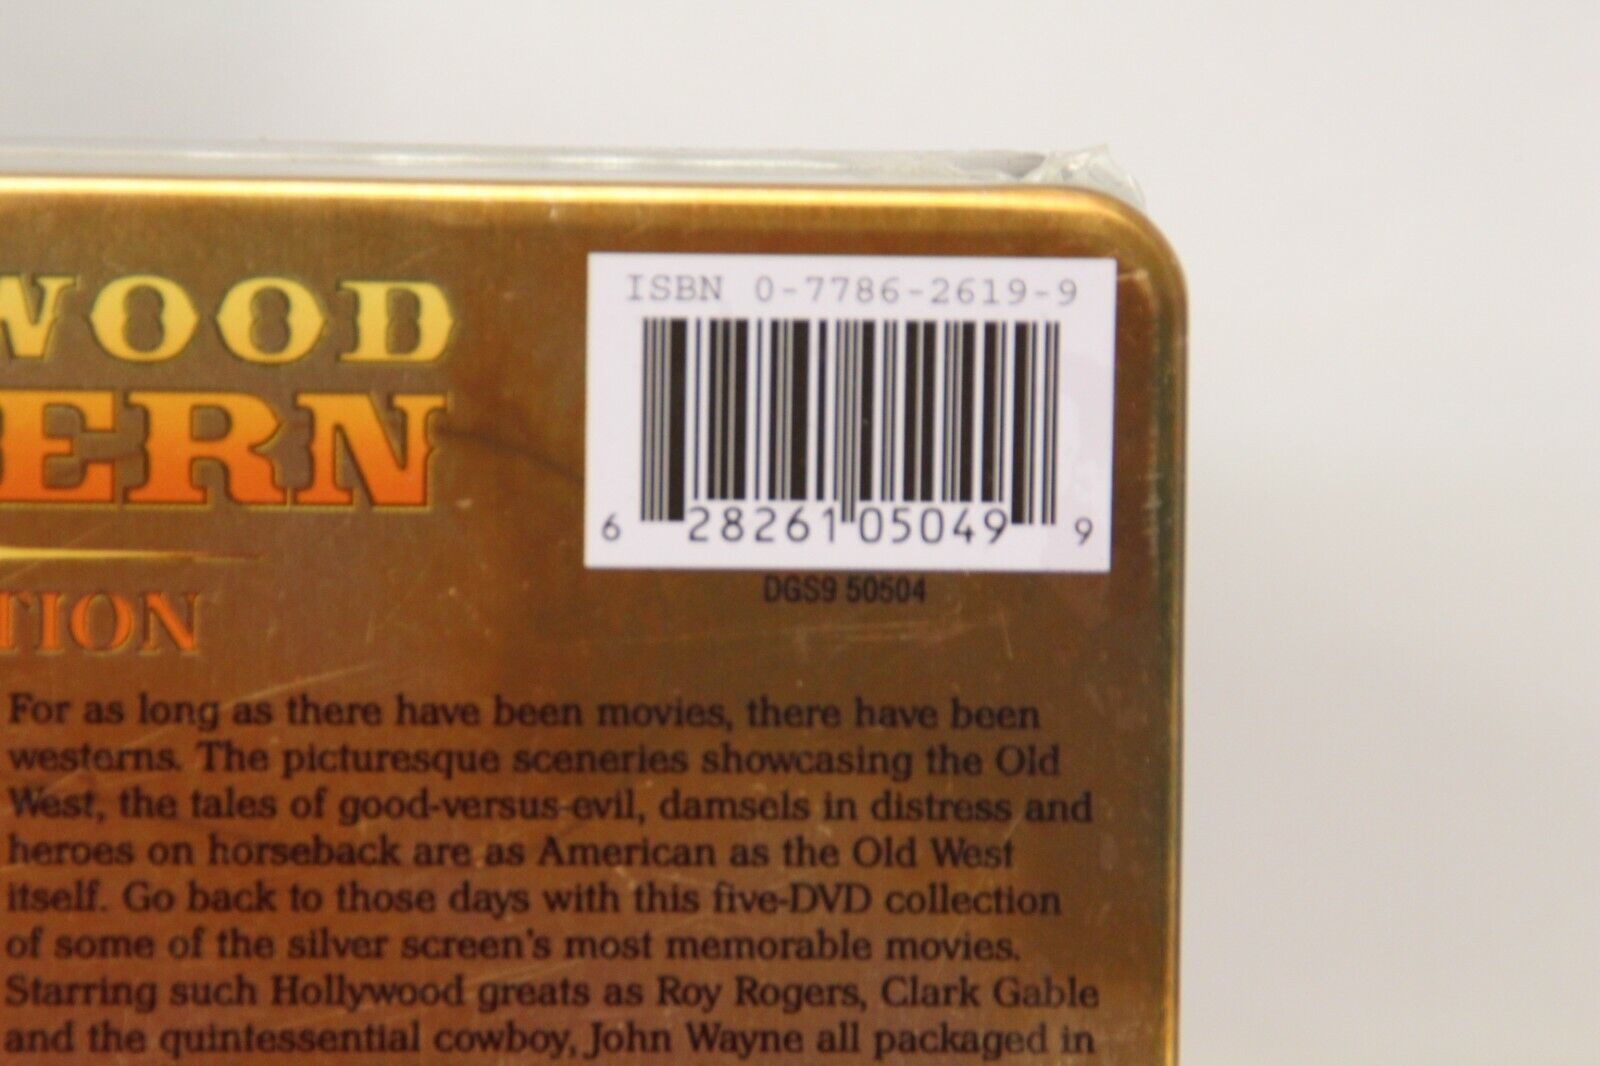 ISBN 0-7786-2619-9
WOOD
ERN
6 28261 05049 9
DGS9 50504
TION
For as long as there have been movies, there have been
westerns. The picturesque sceneries showcasing the Old
West, the tales of good-versus-evil, damsels in distress and
heroes on horseback are as American as the Old West
itself. Go back to those days with this five-DVD collection
of some of the silver screen's most memorable movies.
Starring such Hollywood greats as Roy Rogers, Clark Gable
and the quintessential cowboy, John Wayne all packaged in